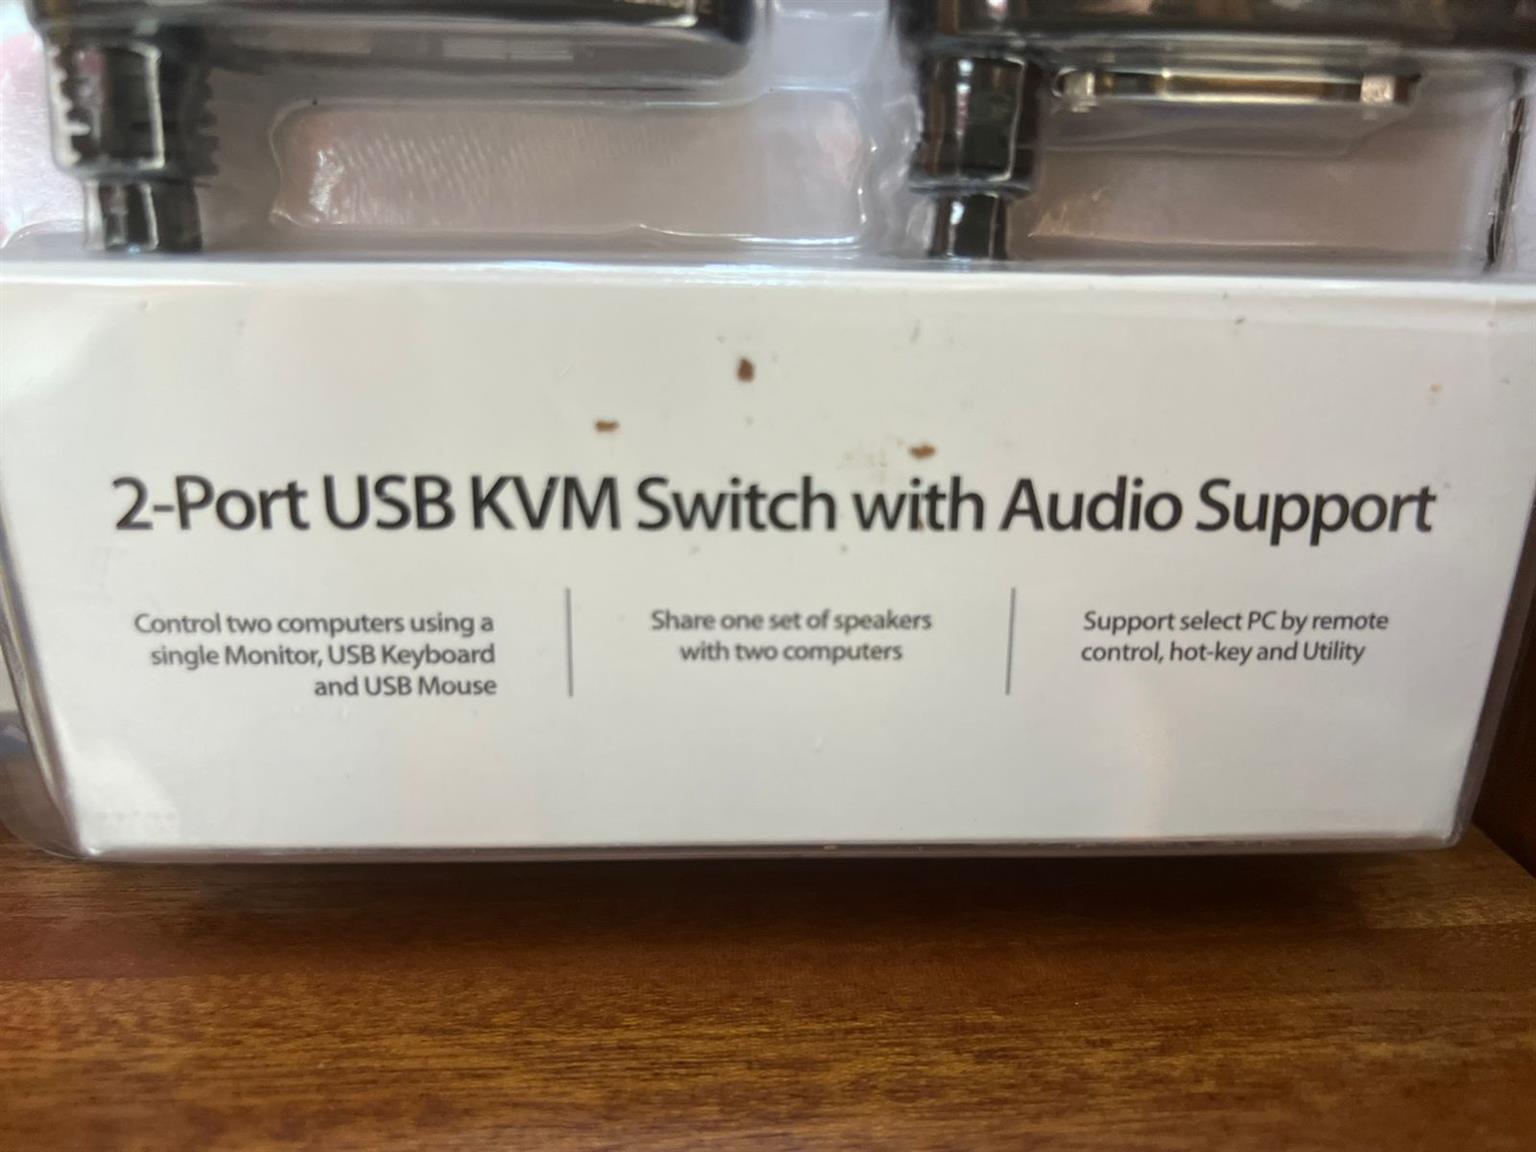 2-Port USB KVM Switch with Audio Support
Control two computers using a
single Monitor, USB Keyboard
and USB Mouse
Share one set of speakers
with two computers
Support select PC by remote
control, hot-key and Utility